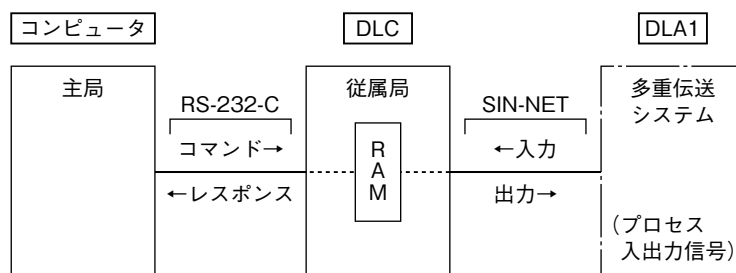 コンピュータ
DLC
DLA1
主局
従属局
多重伝送
システム
RS-232-C
SIN-NET
コマンド→
←レスポンス
RAM
←入力
出力→
(プロセス
入出力信号)